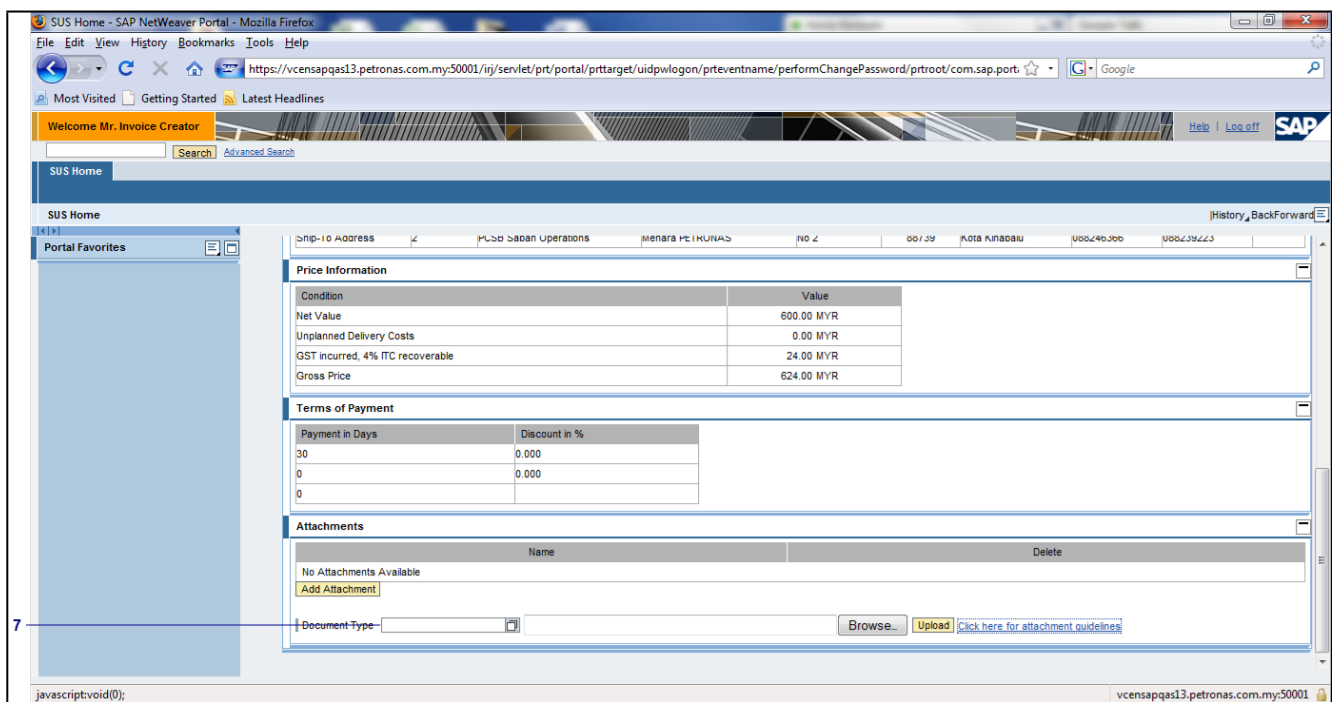 SUS Home - SAP NetWeaver Portal - Mozilla Firefox
File Edit View History Bookmarks Tools Help
https://vcensapqas13.petronas.com.my:50001/irj/servlet/prt/portal/prttarget/uidpwlogon/prteventname/performChangePassword/prtroot/com.sap.port: Google
Most Visited Getting Started Latest Headlines
Welcome Mr. Invoice Creator Help | Log off SAP
Search Advanced Search
SUS Home
SUS Home |History Back Forward
Portal Favorites
Ship-To Address 2 PCSB Sabah Operations Menara PETRONAS No 2 88739 Kota Kinabalu 088246366 088239223
Price Information
Condition Value
Net Value 600.00 MYR
Unplanned Delivery Costs 0.00 MYR
GST incurred, 4% ITC recoverable 24.00 MYR
Gross Price 624.00 MYR
Terms of Payment
Payment in Days Discount in %
30 0.000
0 0.000
0
Attachments
Name Delete
No Attachments Available
Add Attachment
7 Document Type Browse... Upload Click here for attachment guidelines
javascript:void(0); vcensapqas13.petronas.com.my:50001